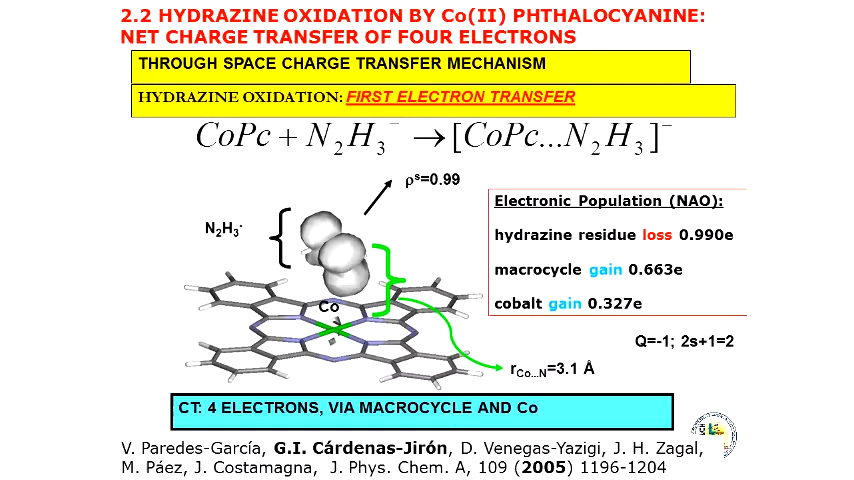 2.2 HYDRAZINE OXIDATION BY Co(II) PHTHALOCYANINE:
NET CHARGE TRANSFER OF FOUR ELECTRONS
THROUGH SPACE CHARGE TRANSFER MECHANISM
HYDRAZINE OXIDATION: FIRST ELECTRON TRANSFER
CoPc + N₂H₃⁻ → [CoPc...N₂H₃]⁻
ρˢ=0.99
N₂H₃⁻
Co
Electronic Population (NAO):
hydrazine residue loss 0.990e
macrocycle gain 0.663e
cobalt gain 0.327e
Q=-1; 2s+1=2
r_Co...N=3.1 Å
CT: 4 ELECTRONS, VIA MACROCYCLE AND Co
V. Paredes-García, G.I. Cárdenas-Jirón, D. Venegas-Yazigi, J. H. Zagal,
M. Páez, J. Costamagna, J. Phys. Chem. A, 109 (2005) 1196-1204